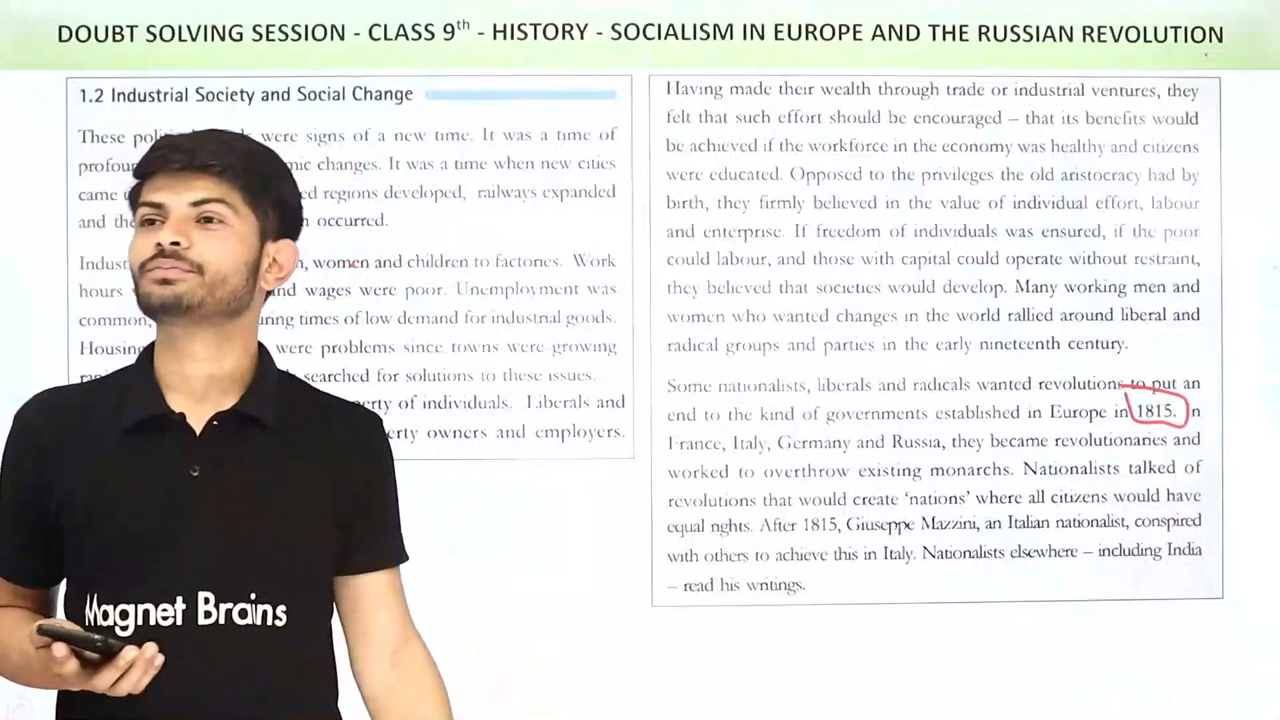 DOUBT SOLVING SESSION - CLASS 9th - HISTORY - SOCIALISM IN EUROPE AND THE RUSSIAN REVOLUTION
1.2 Industrial Society and Social Change
These were signs of a new time. It was a time of
changes. It was a time when new cities
came regions developed, railways expanded
and occurred.
women and children to factories. Work
hours and wages were poor. Unemployment was
common, times of low demand for industrial goods.
Housing were problems since towns were growing
searched for solutions to these issues.
of individuals. Liberals and
owners and employers.
Having made their wealth through trade or industrial ventures, they
felt that such effort should be encouraged – that its benefits would
be achieved if the workforce in the economy was healthy and citizens
were educated. Opposed to the privileges the old aristocracy had by
birth, they firmly believed in the value of individual effort, labour
and enterprise. If freedom of individuals was ensured, if the poor
could labour, and those with capital could operate without restraint,
they believed that societies would develop. Many working men and
women who wanted changes in the world rallied around liberal and
radical groups and parties in the early nineteenth century.
Some nationalists, liberals and radicals wanted revolutions to put an
end to the kind of governments established in Europe in 1815. In
France, Italy, Germany and Russia, they became revolutionaries and
worked to overthrow existing monarchs. Nationalists talked of
revolutions that would create ‘nations’ where all citizens would have
equal rights. After 1815, Giuseppe Mazzini, an Italian nationalist, conspired
with others to achieve this in Italy. Nationalists elsewhere – including India
– read his writings.
Magnet Brains